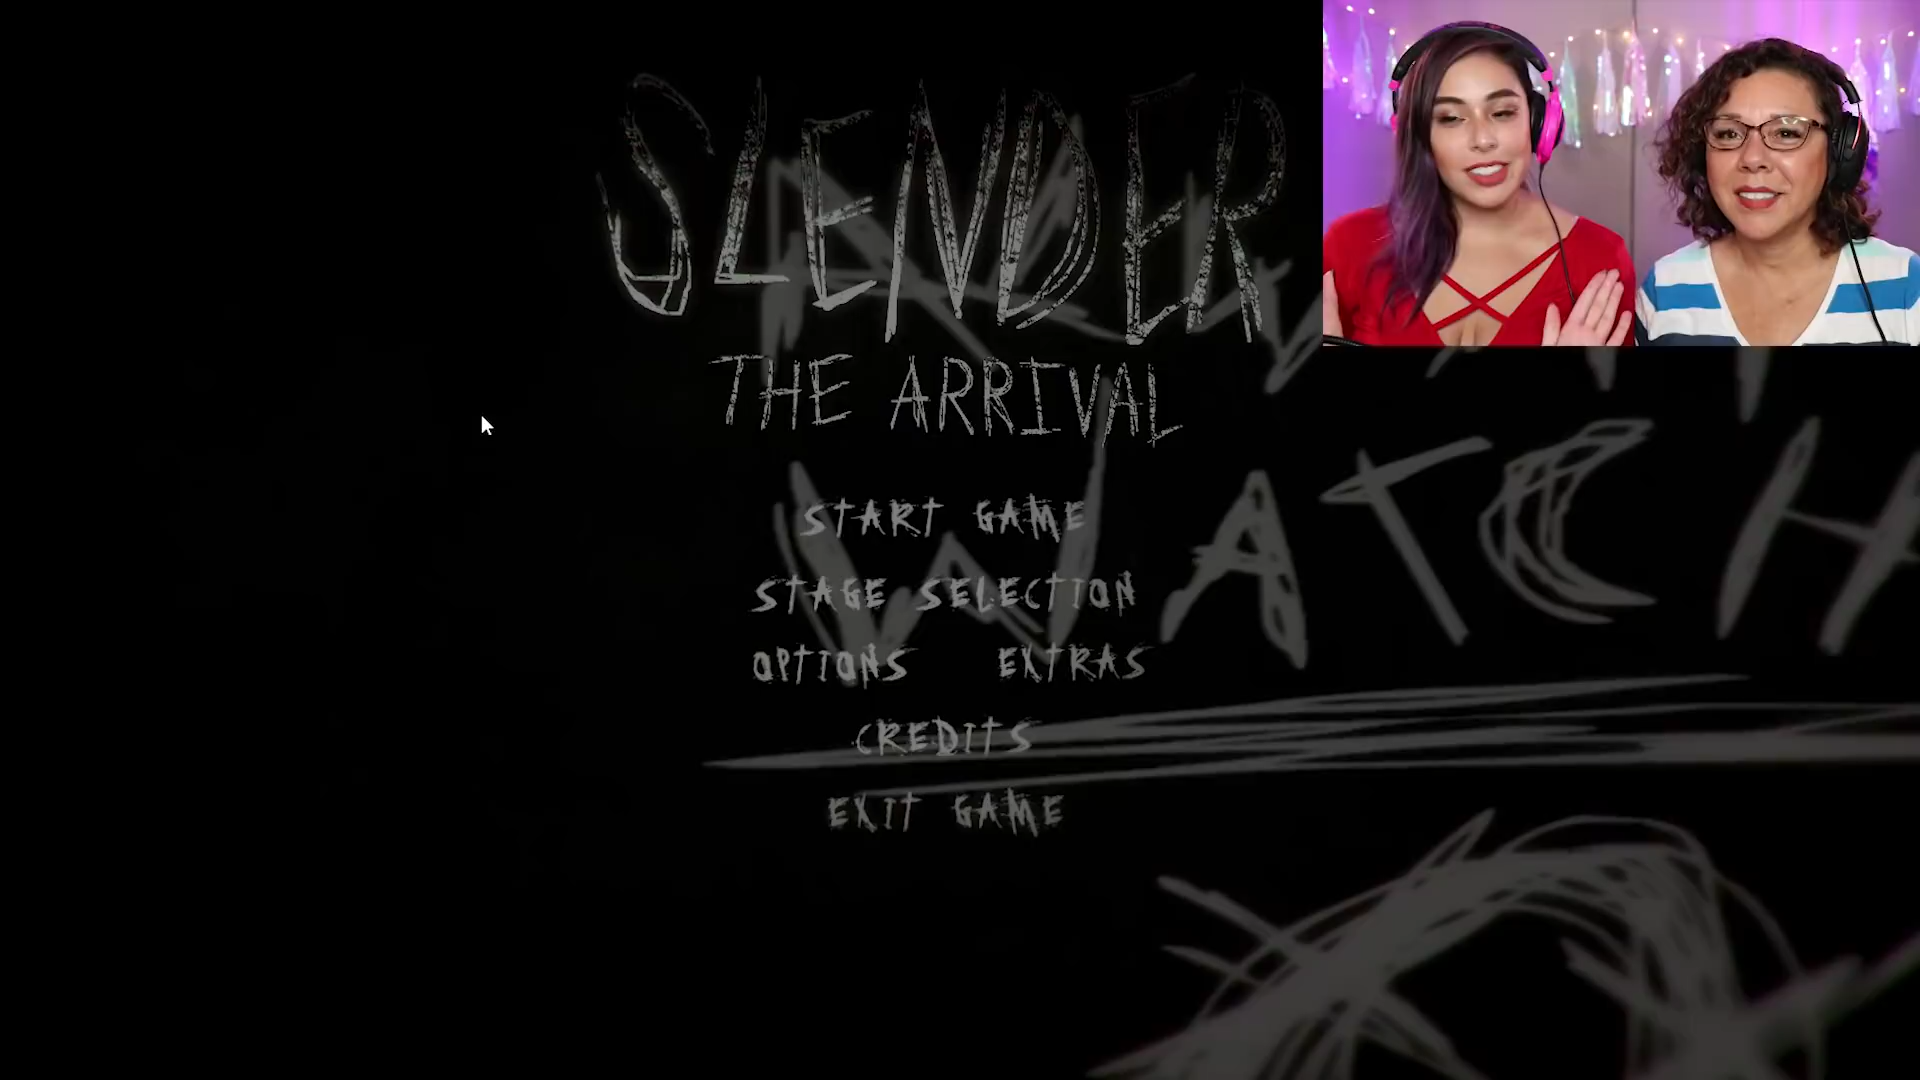 SLENDER
THE ARRIVAL
START GAME
STAGE SELECTION
OPTIONS EXTRAS
CREDITS
EXIT GAME
WATCH